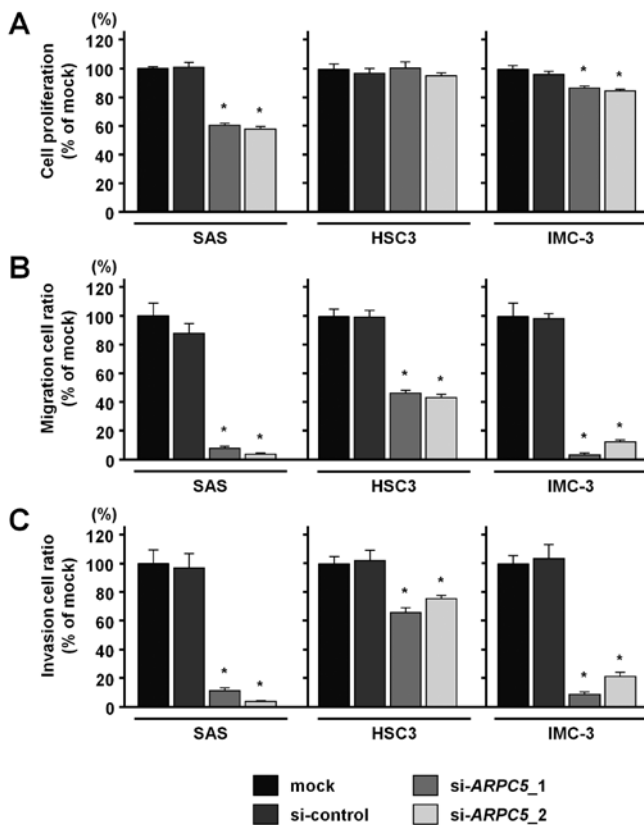 A
(%)
Cell proliferation
(% of mock)
120
100
80
60
40
20
0
* *
* *
SAS HSC3 IMC-3
B
(%)
Migration cell ratio
(% of mock)
120
100
80
60
40
20
0
* *
* *
* *
SAS HSC3 IMC-3
C
(%)
Invasion cell ratio
(% of mock)
120
100
80
60
40
20
0
* *
* *
* *
SAS HSC3 IMC-3
mock si-ARPC5_1
si-control si-ARPC5_2